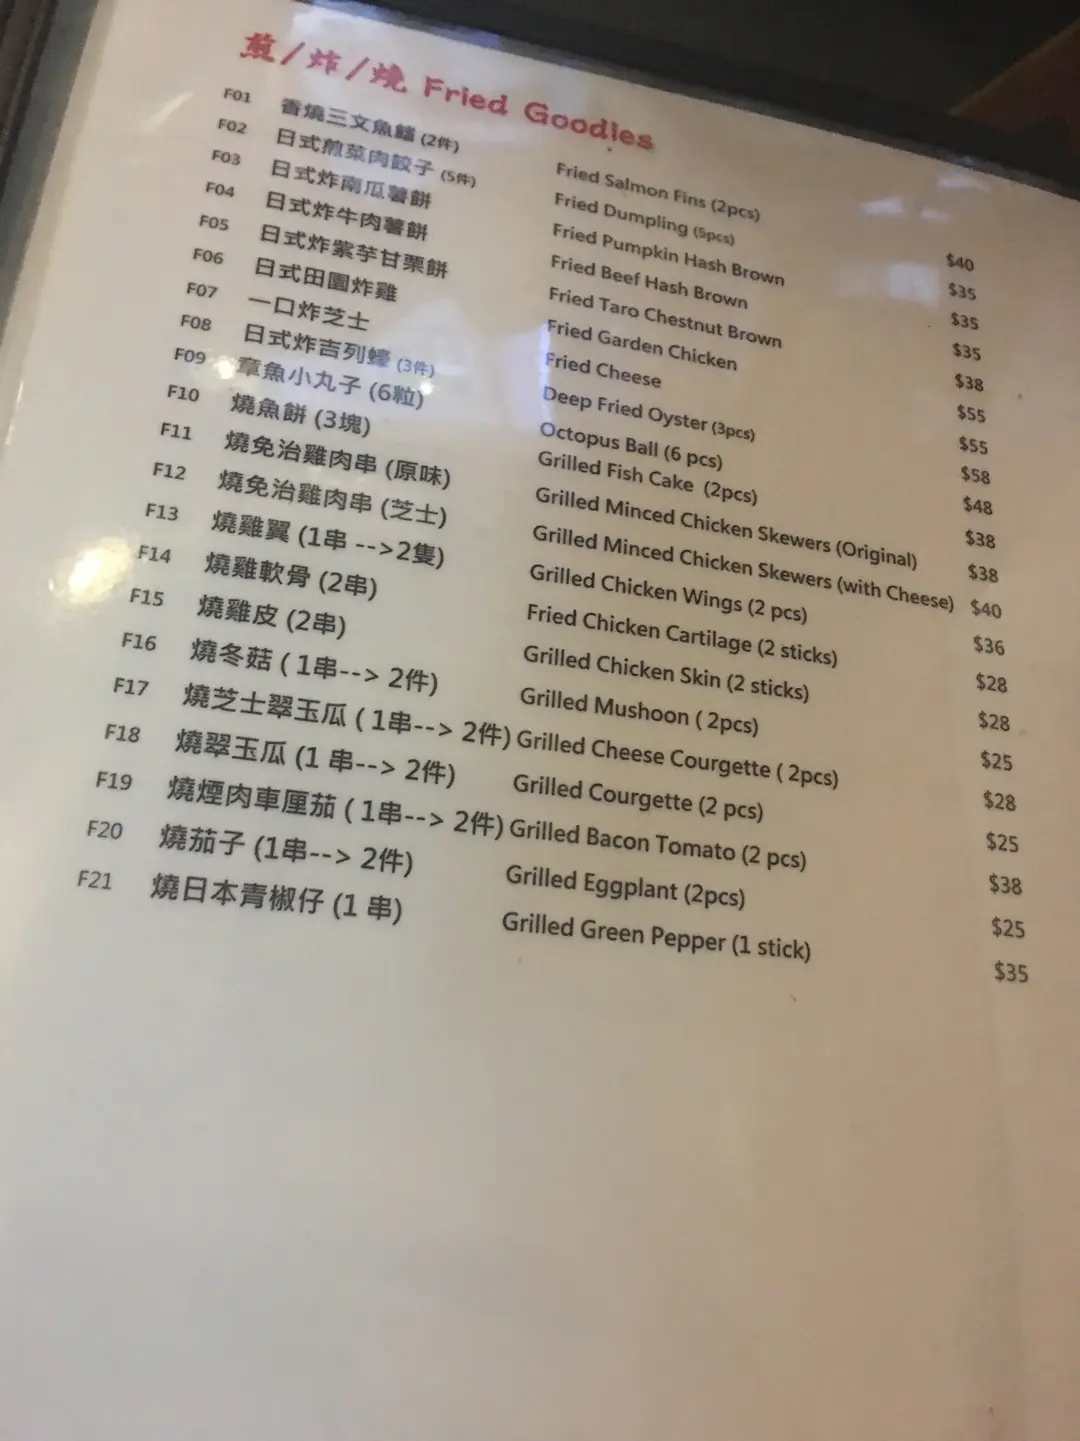 煎/炸/燒 Fried Goodies
F01 香燒三文魚鰭 (2件) Fried Salmon Fins (2pcs) $40
F02 日式煎菜肉餃子 (5件) Fried Dumpling (5pcs) $35
F03 日式炸南瓜薯餅 Fried Pumpkin Hash Brown $35
F04 日式炸牛肉薯餅 Fried Beef Hash Brown $35
F05 日式炸紫芋甘栗餅 Fried Taro Chestnut Brown $38
F06 日式田園炸雞 Fried Garden Chicken $55
F07 一口炸芝士 Fried Cheese $55
F08 日式炸吉列蠔 (3件) Deep Fried Oyster (3pcs) $58
F09 章魚小丸子 (6粒) Octopus Ball (6 pcs) $48
F10 燒魚餅 (3塊) Grilled Fish Cake (2pcs) $38
F11 燒免治雞肉串 (原味) Grilled Minced Chicken Skewers (Original) $38
F12 燒免治雞肉串 (芝士) Grilled Minced Chicken Skewers (with Cheese) $40
F13 燒雞翼 (1串 -->2隻) Grilled Chicken Wings (2 pcs) $36
F14 燒雞軟骨 (2串) Fried Chicken Cartilage (2 sticks) $28
F15 燒雞皮 (2串) Grilled Chicken Skin (2 sticks) $28
F16 燒冬菇 ( 1串--> 2件) Grilled Mushoon ( 2pcs) $25
F17 燒芝士翠玉瓜 ( 1串--> 2件) Grilled Cheese Courgette ( 2pcs) $28
F18 燒翠玉瓜 (1 串--> 2件) Grilled Courgette (2 pcs) $25
F19 燒煙肉車厘茄 ( 1串--> 2件) Grilled Bacon Tomato (2 pcs) $38
F20 燒茄子 (1串--> 2件) Grilled Eggplant (2pcs) $25
F21 燒日本青椒仔 (1 串) Grilled Green Pepper (1 stick) $35